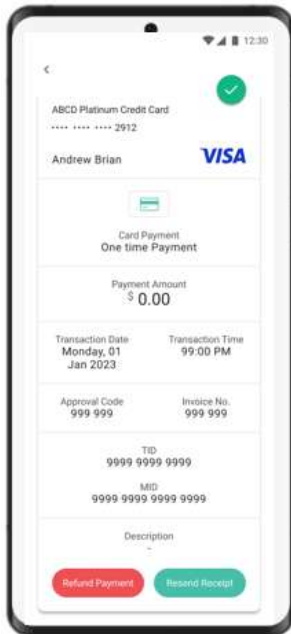 12:30
ABCD Platinum Credit Card
•••• •••• •••• 2912
Andrew Brian
VISA
Card Payment
One time Payment
Payment Amount
$ 0.00
Transaction Date
Transaction Time
Monday, 01
99:00 PM
Jan 2023
Approval Code
Invoice No.
999 999
999 999
TID
9999 9999 9999
MID
9999 9999 9999 9999
Description
-
Refund Payment
Resend Receipt